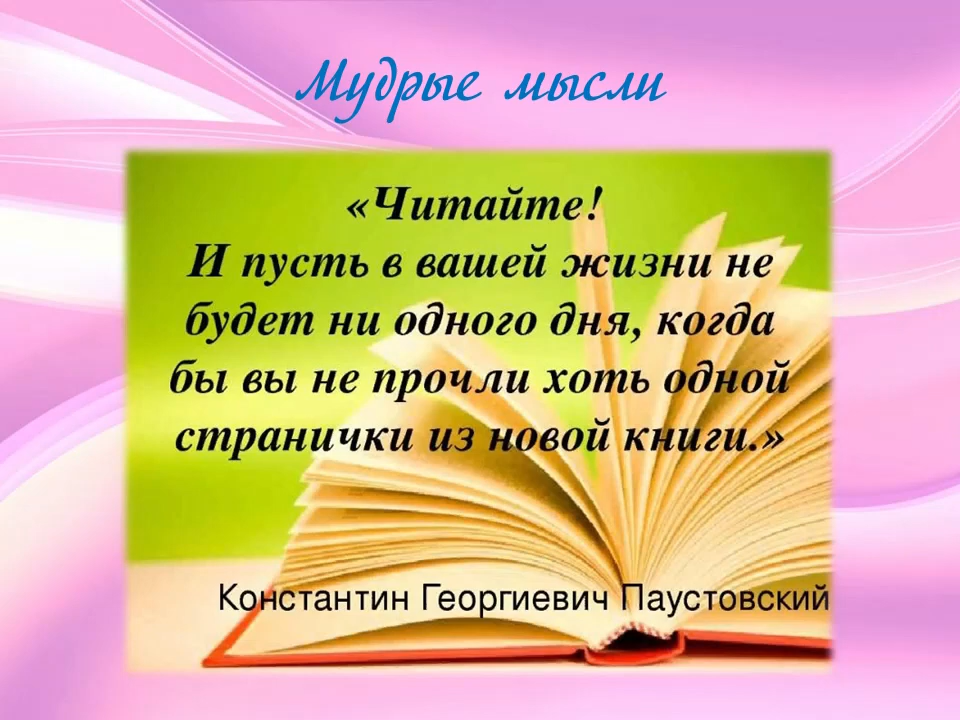 Мудрые мысли
«Читайте!
И пусть в вашей жизни не
будет ни одного дня, когда
бы вы не прочли хоть одной
странички из новой книги.»
Константин Георгиевич Паустовский